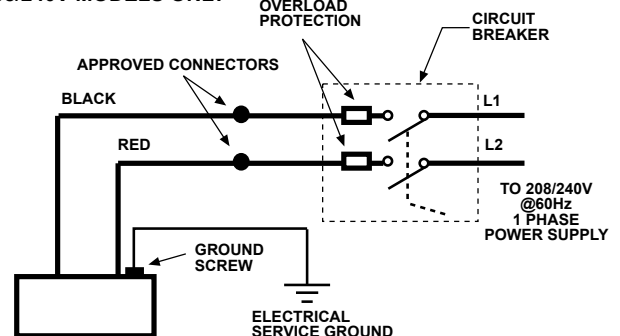 OVERLOAD
PROTECTION
CIRCUIT
BREAKER
APPROVED CONNECTORS
BLACK
L1
RED
L2
TO 208/240V
@60Hz
1 PHASE
POWER SUPPLY
GROUND
SCREW
ELECTRICAL
SERVICE GROUND